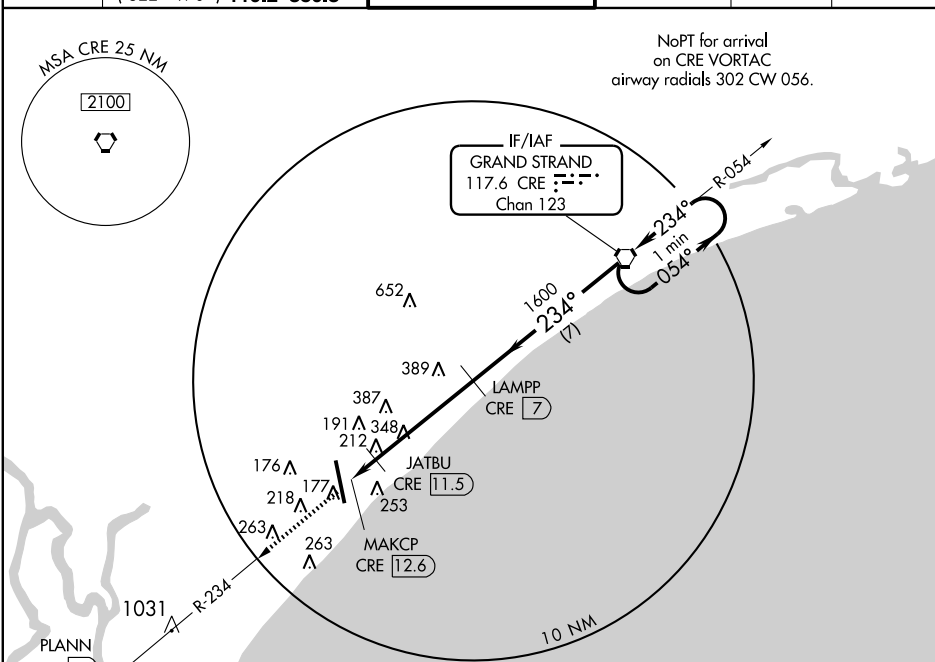 MSA CRE 25 NM
2100
NoPT for arrival
on CRE VORTAC
airway radials 302 CW 056.
IF/IAF
GRAND STRAND
117.6 CRE
Chan 123
R-054
234°
1 min
054°
1600
234°
(7)
652
389
LAMPP
CRE 7
387
191
348
212
JATBU
CRE 11.5
176
177
218
253
263
263
MAKCP
CRE 12.6
R-234
1031
PLANN
10 NM